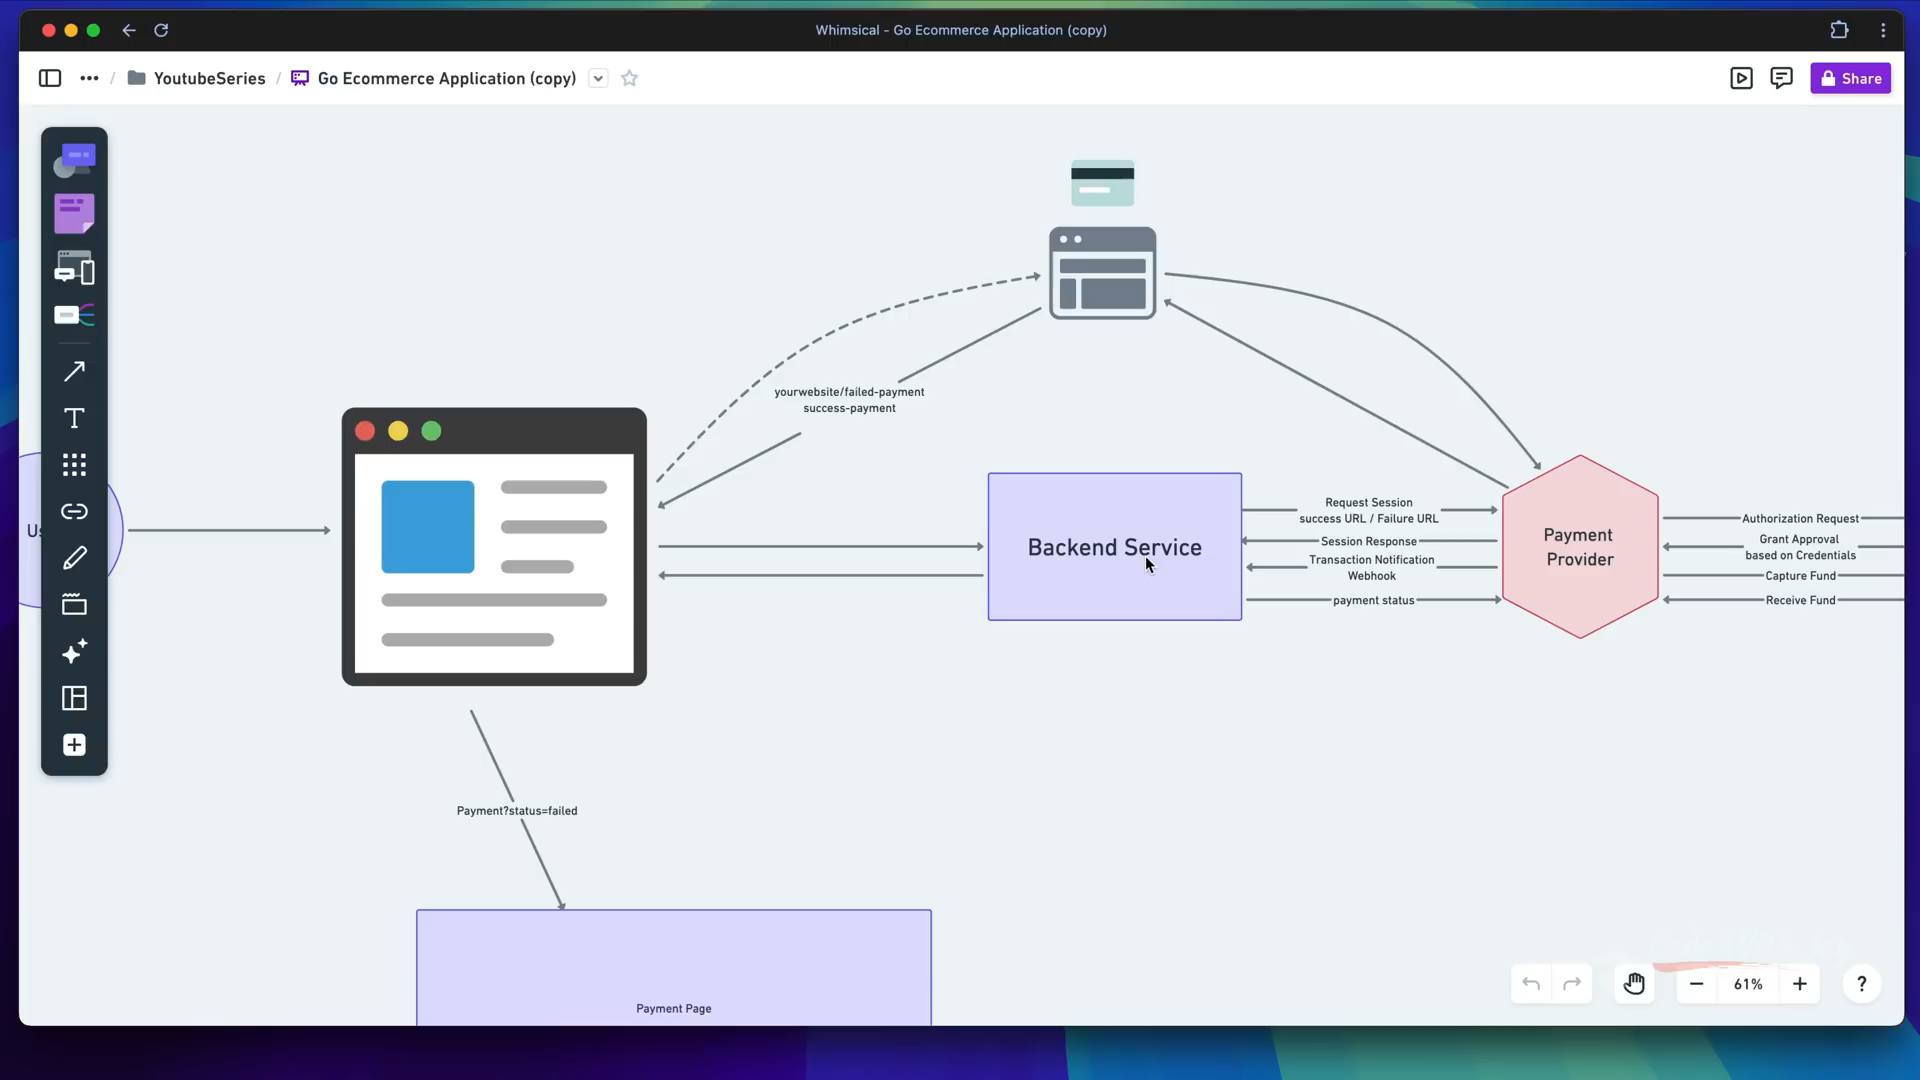 Whimsical - Go Ecommerce Application (copy)
YoutubeSeries
/
Go Ecommerce Application (copy)
Share
yourwebsite/failed-payment
success-payment
Backend Service
Request Session
success URL / Failure URL
Session Response
Transaction Notification
Webhook
payment status
Payment
Provider
Authorization Request
Grant Approval
based on Credentials
Capture Fund
Receive Fund
Payment?status=failed
Payment Page
61%
?